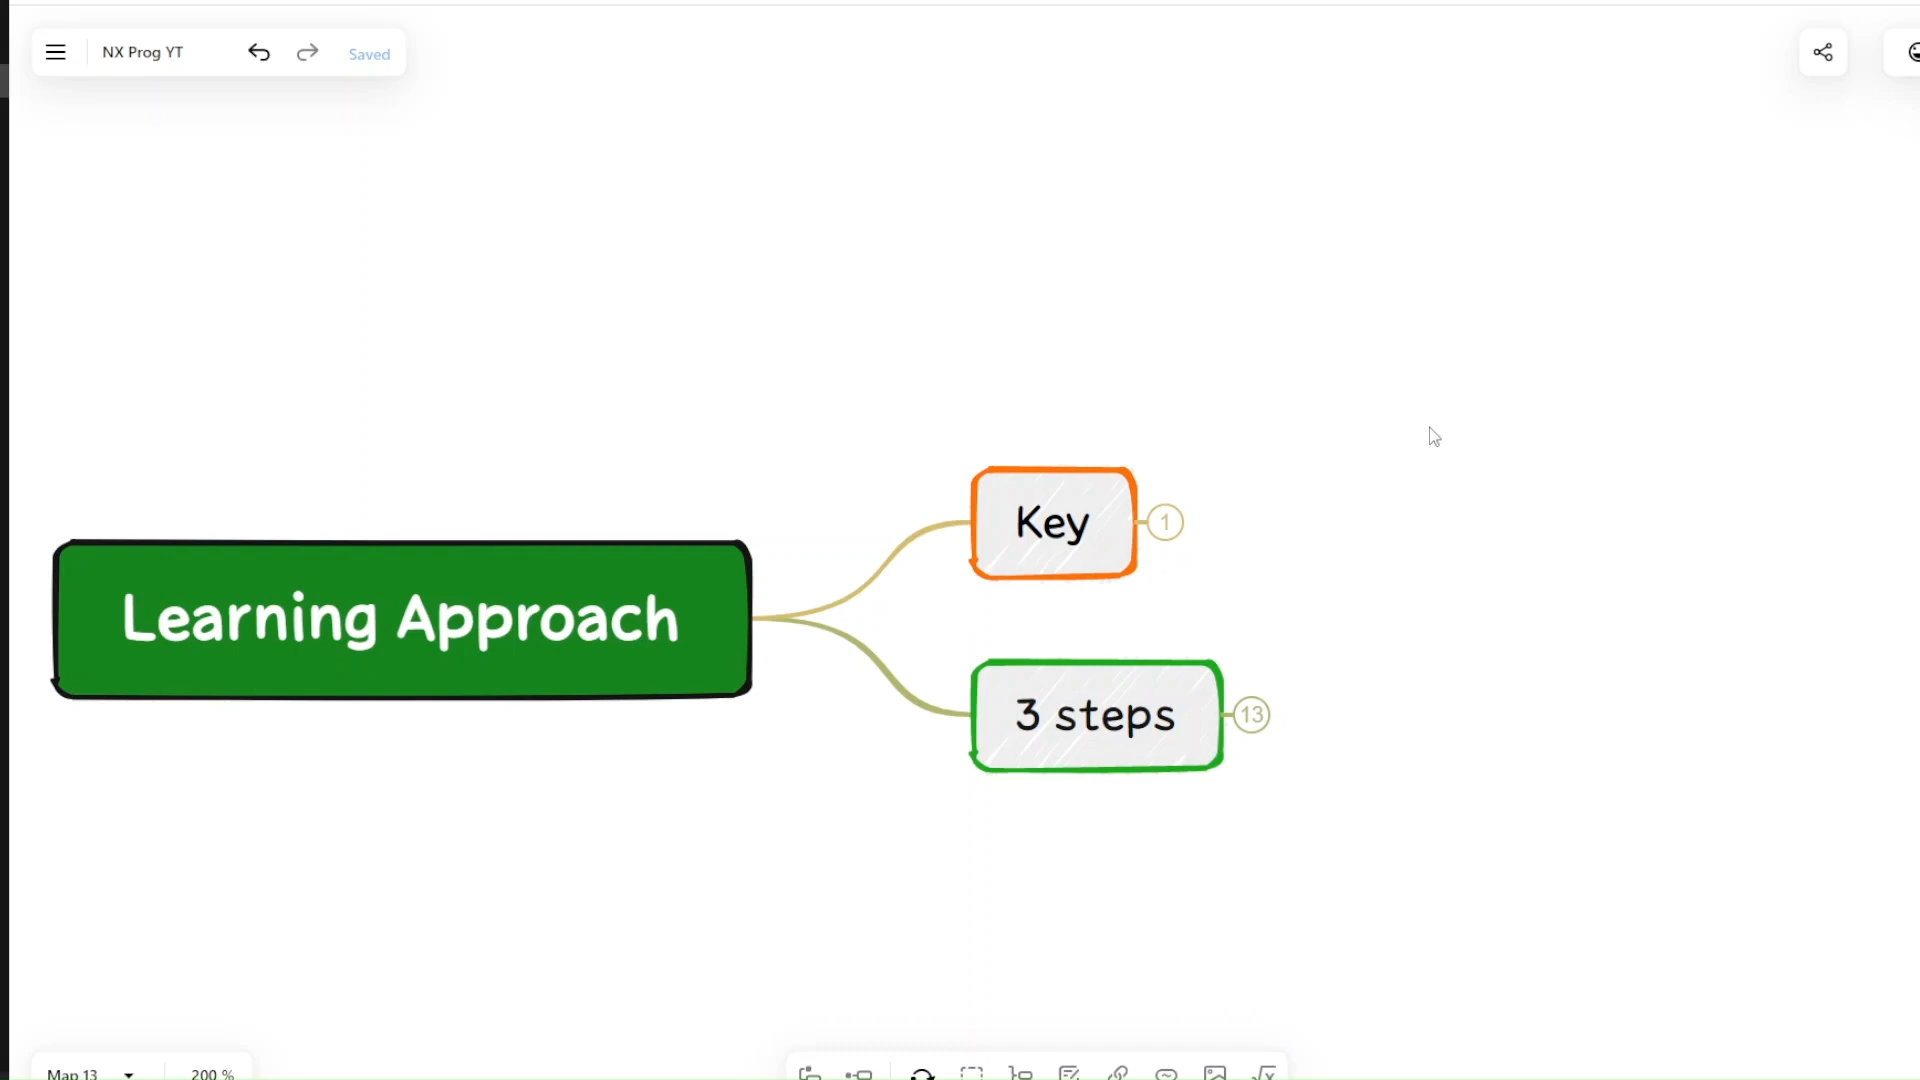 NX Prog YT
Saved
Key
1
Learning Approach
3 steps
13
Map 13
200 %